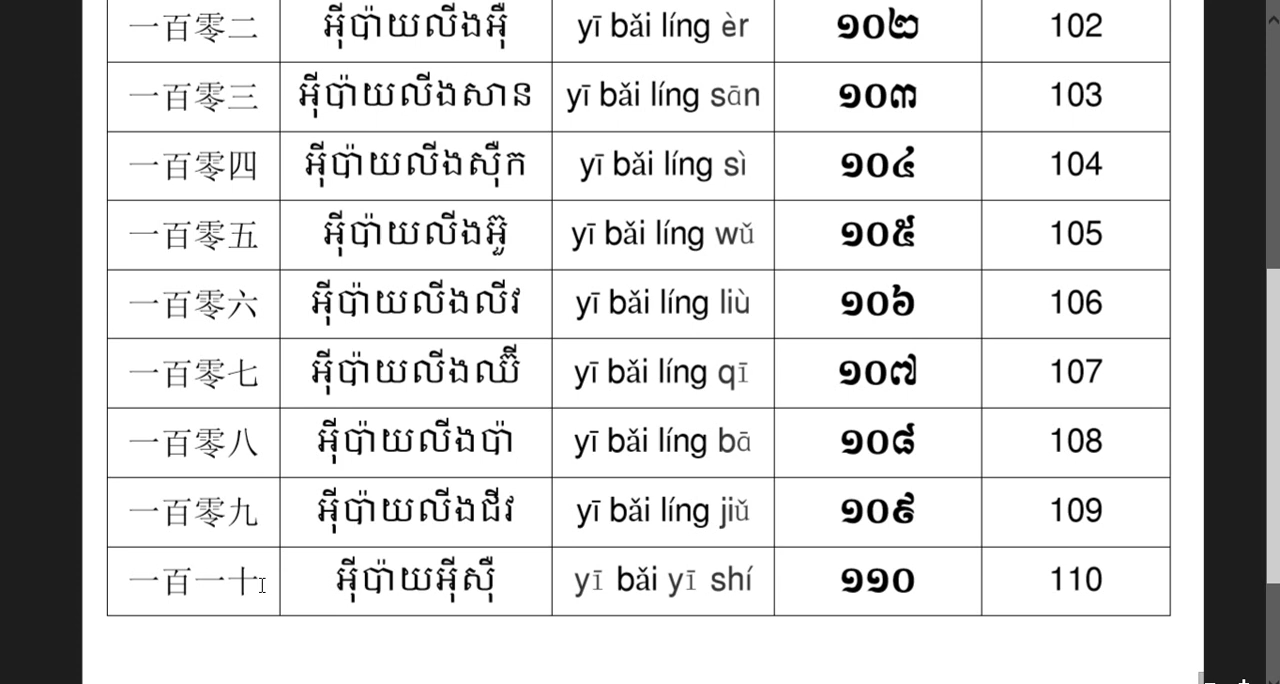 一百零二 អ៊ីប៉ាយលីងអ៊ឺ yī bǎi líng èr ១០២ 102
一百零三 អ៊ីប៉ាយលីងសាន yī bǎi líng sān ១០៣ 103
一百零四 អ៊ីប៉ាយលីងស៊ឺក yī bǎi líng sì ១០៤ 104
一百零五 អ៊ីប៉ាយលីងអ៊ូ yī bǎi líng wǔ ១០៥ 105
一百零六 អ៊ីប៉ាយលីងលីវ yī bǎi líng liù ១០៦ 106
一百零七 អ៊ីប៉ាយលីងឈ៊ី yī bǎi líng qī ១០៧ 107
一百零八 អ៊ីប៉ាយលីងប៉ា yī bǎi líng bā ១០៨ 108
一百零九 អ៊ីប៉ាយលីងជីវ yī bǎi líng jiǔ ១០៩ 109
一百一十 អ៊ីប៉ាយអ៊ីស៊ឺ yī bǎi yī shí ១១០ 110